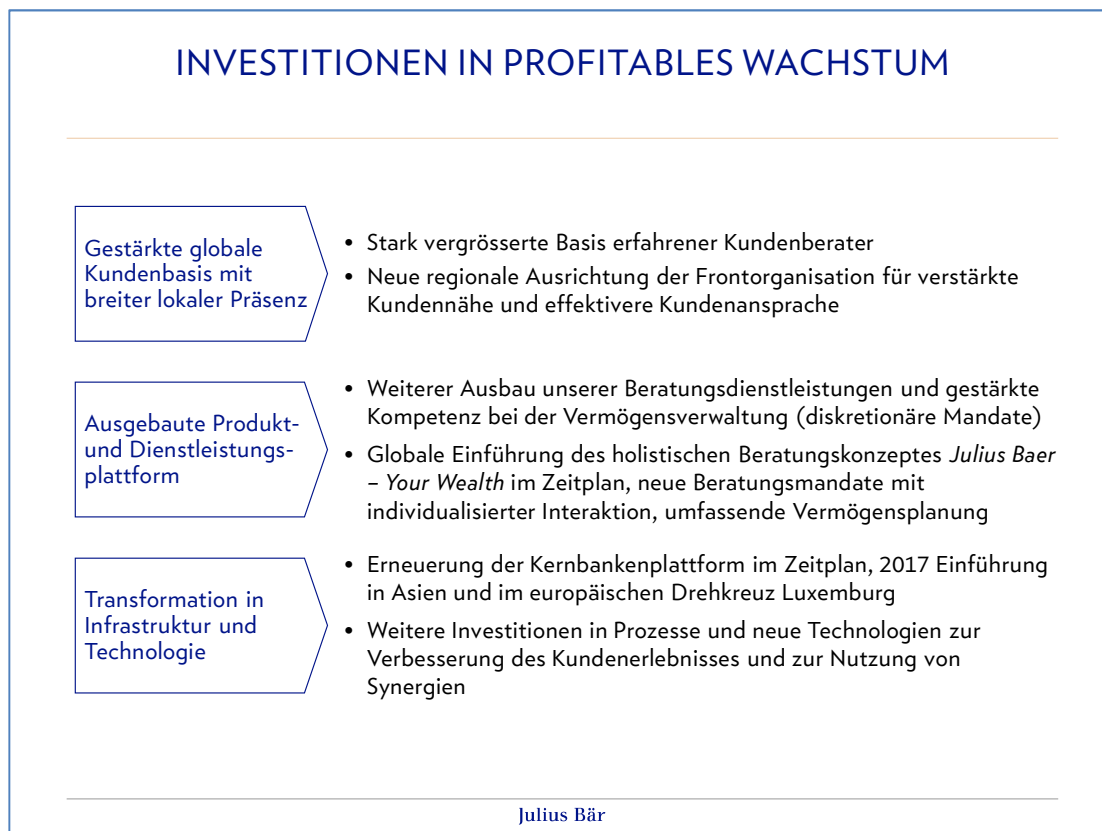 INVESTITIONEN IN PROFITABLES WACHSTUM
Gestärkte globale
Kundenbasis mit
breiter lokaler Präsenz
• Stark vergrösserte Basis erfahrener Kundenberater
• Neue regionale Ausrichtung der Frontorganisation für verstärkte
Kundennähe und effektivere Kundenansprache
Ausgebaute Produkt-
und Dienstleistungs-
plattform
• Weiterer Ausbau unserer Beratungsdienstleistungen und gestärkte
Kompetenz bei der Vermögensverwaltung (diskretionäre Mandate)
• Globale Einführung des holistischen Beratungskonzeptes Julius Baer
– Your Wealth im Zeitplan, neue Beratungsmandate mit
individualisierter Interaktion, umfassende Vermögensplanung
Transformation in
Infrastruktur und
Technologie
• Erneuerung der Kernbankenplattform im Zeitplan, 2017 Einführung
in Asien und im europäischen Drehkreuz Luxemburg
• Weitere Investitionen in Prozesse und neue Technologien zur
Verbesserung des Kundenerlebnisses und zur Nutzung von
Synergien
Julius Bär